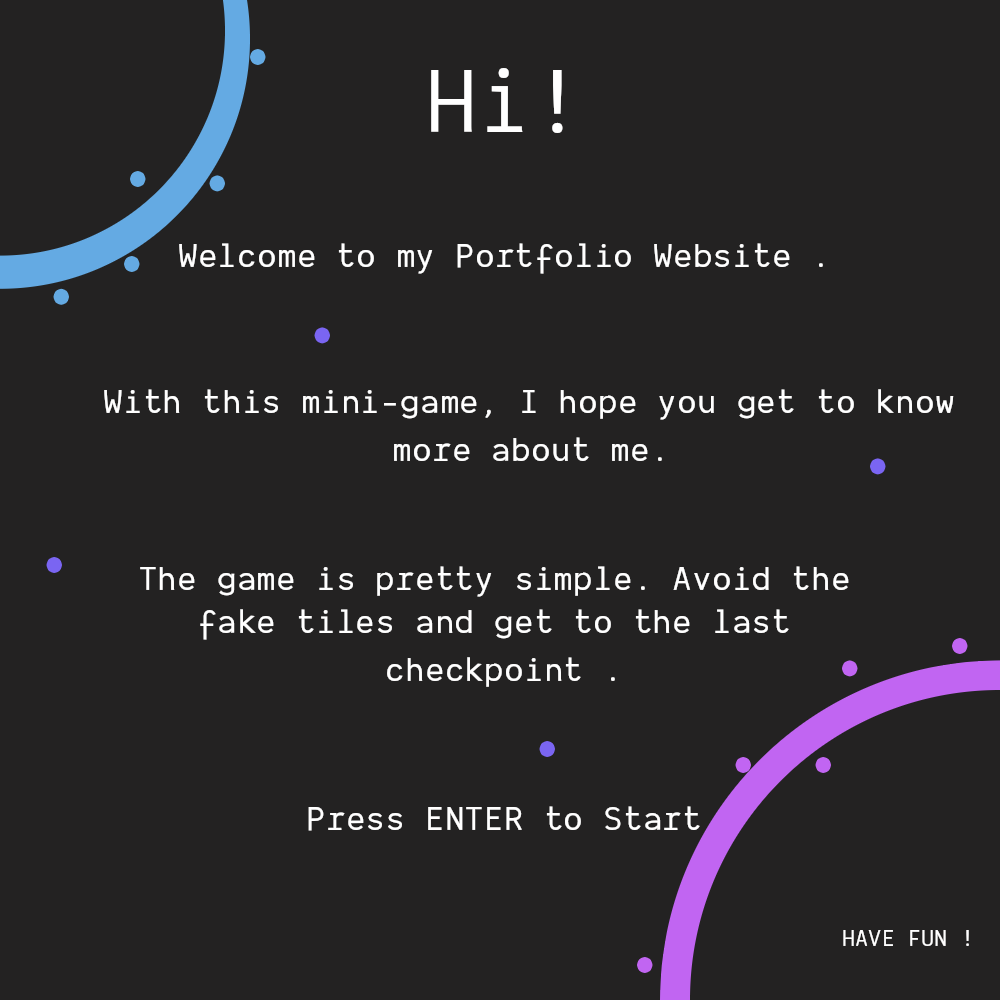 Hi!
Welcome to my Portfolio Website .
With this mini-game, I hope you get to know
more about me.
The game is pretty simple. Avoid the
fake tiles and get to the last
checkpoint .
Press ENTER to Start
HAVE FUN !